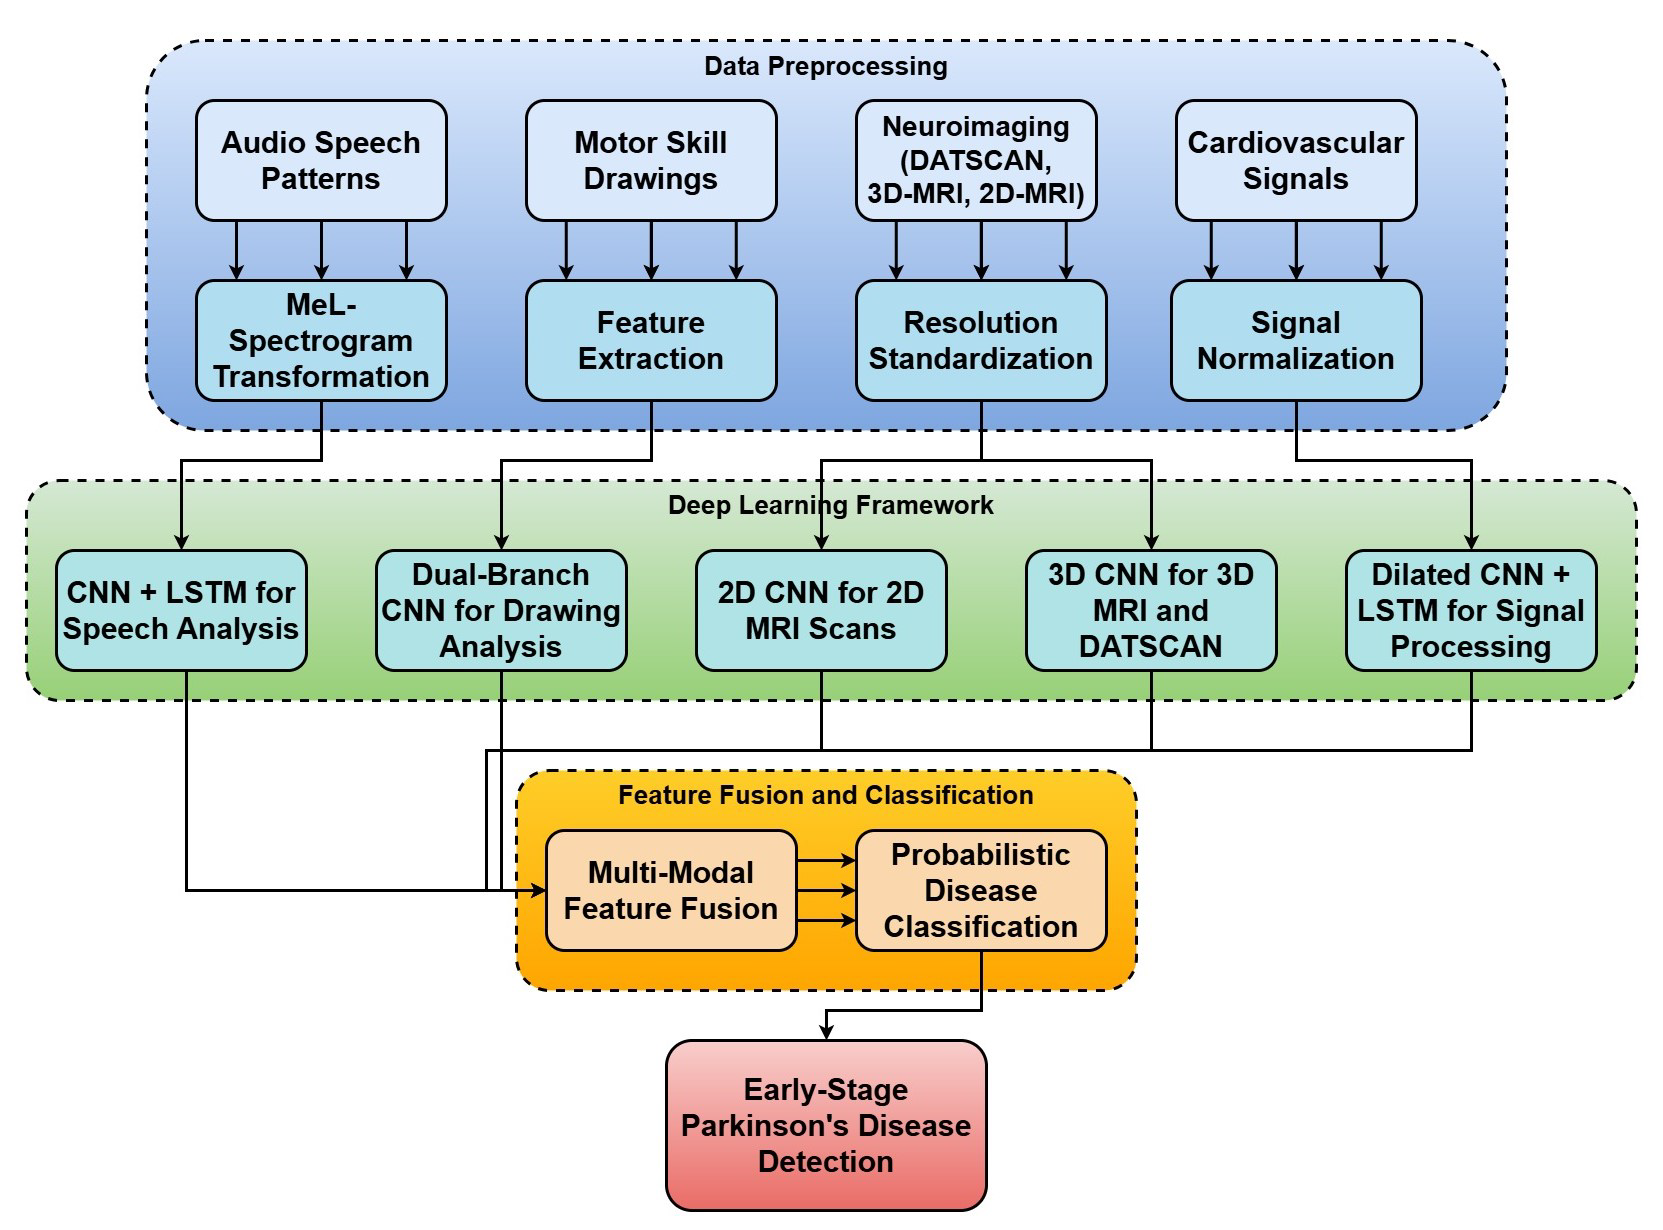 Data Preprocessing
Audio Speech
Patterns
Motor Skill
Drawings
Neuroimaging
(DATSCAN,
3D-MRI, 2D-MRI)
Cardiovascular
Signals
MeL-
Spectrogram
Transformation
Feature
Extraction
Resolution
Standardization
Signal
Normalization
Deep Learning Framework
CNN + LSTM for
Speech Analysis
Dual-Branch
CNN for Drawing
Analysis
2D CNN for 2D
MRI Scans
3D CNN for 3D
MRI and
DATSCAN
Dilated CNN +
LSTM for Signal
Processing
Feature Fusion and Classification
Multi-Modal
Feature Fusion
Probabilistic
Disease
Classification
Early-Stage
Parkinson's Disease
Detection